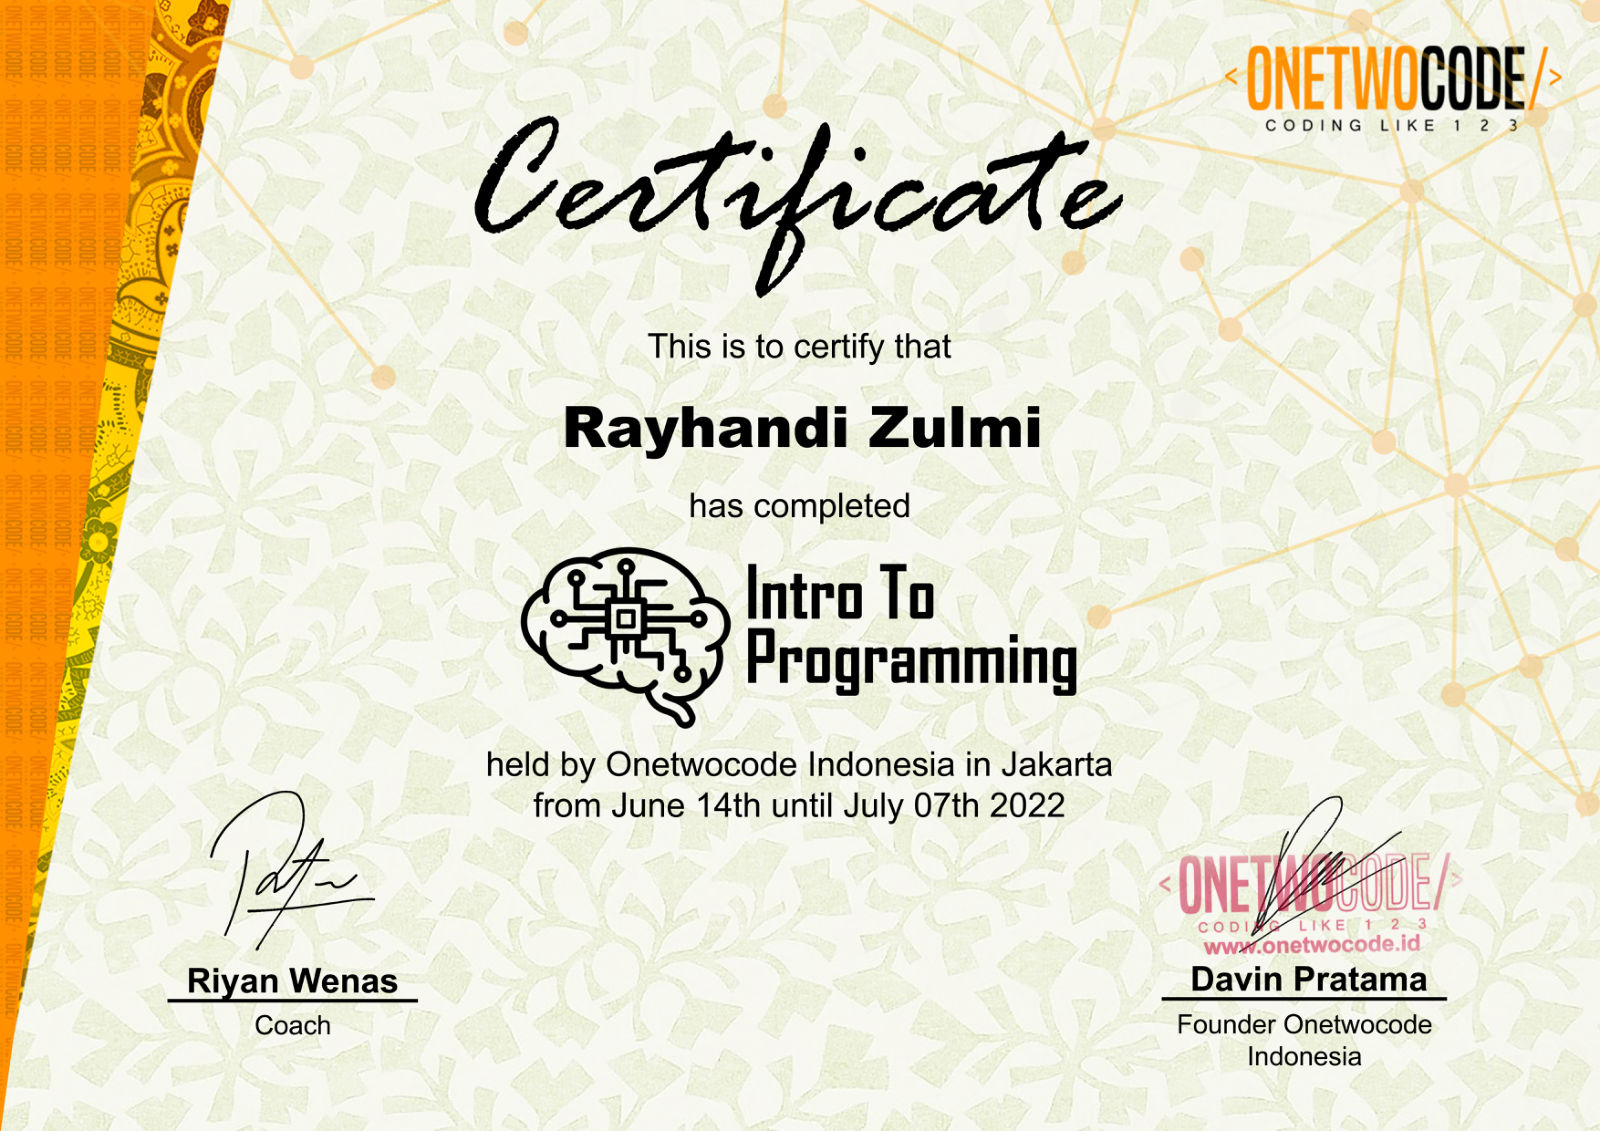 <ONETWOCODE/>
CODING LIKE 1 2 3
Certificate
This is to certify that
Rayhandi Zulmi
has completed
Intro To
Programming
held by Onetwocode Indonesia in Jakarta
from June 14th until July 07th 2022
<ONETWOCODE/>
CODING LIKE 1 2 3
www.onetwocode.id
Riyan Wenas
Coach
Davin Pratama
Founder Onetwocode
Indonesia